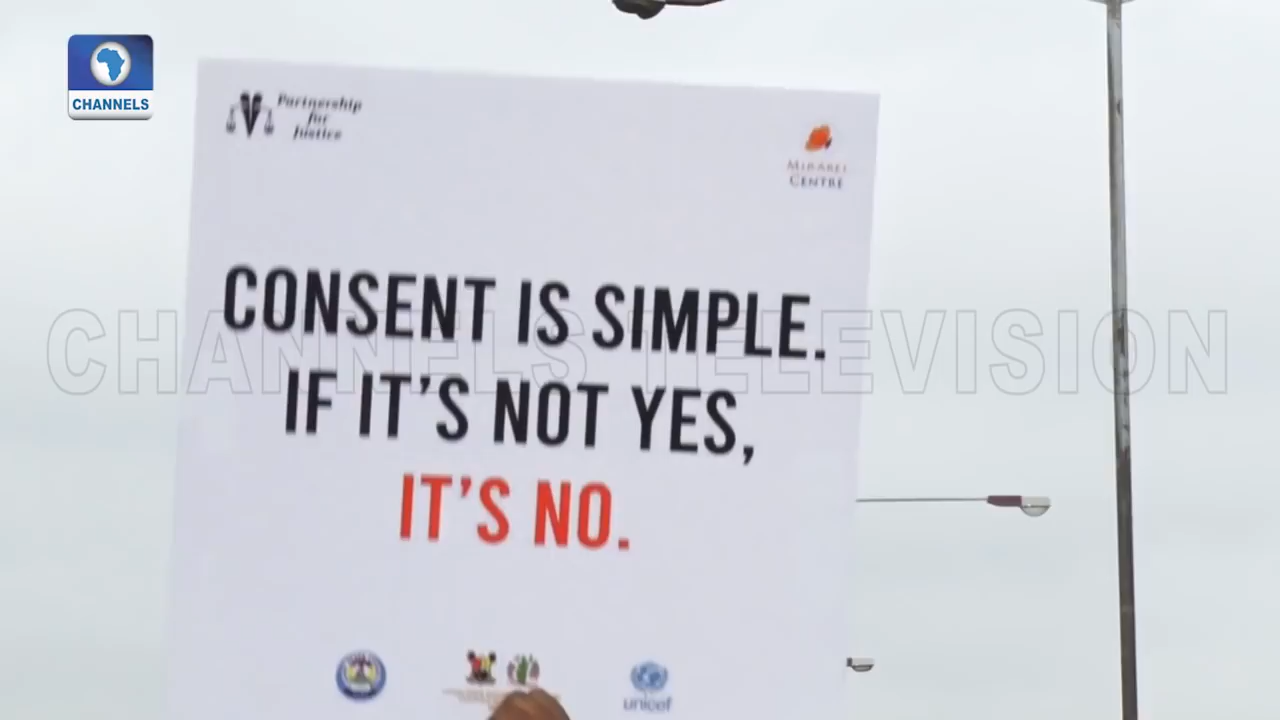 CHANNELS
Partnership
for
Justice
MIRABEL
CENTRE
CONSENT IS SIMPLE.
CHANNELS TELEVISION
IF IT'S NOT YES,
IT'S NO.
unicef